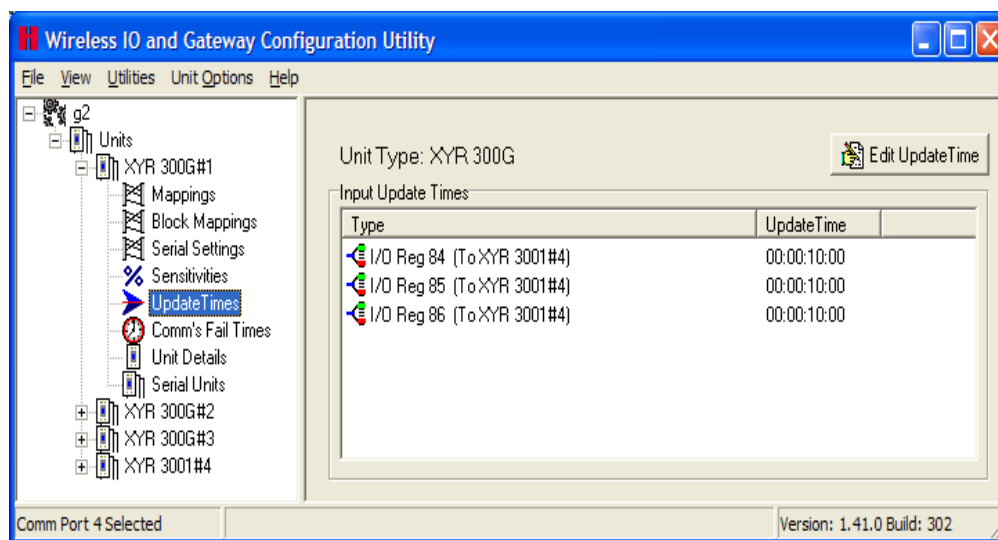 Wireless IO and Gateway Configuration Utility
File View Utilities Unit Options Help
g2
Units
XYR 300G#1
Mappings
Block Mappings
Serial Settings
Sensitivities
UpdateTimes
Comm's Fail Times
Unit Details
Serial Units
XYR 300G#2
XYR 300G#3
XYR 3001#4
Unit Type: XYR 300G
Edit UpdateTime
Input Update Times
Type UpdateTime
I/O Reg 84 (To XYR 3001#4) 00:00:10:00
I/O Reg 85 (To XYR 3001#4) 00:00:10:00
I/O Reg 86 (To XYR 3001#4) 00:00:10:00
Comm Port 4 Selected
Version: 1.41.0 Build: 302